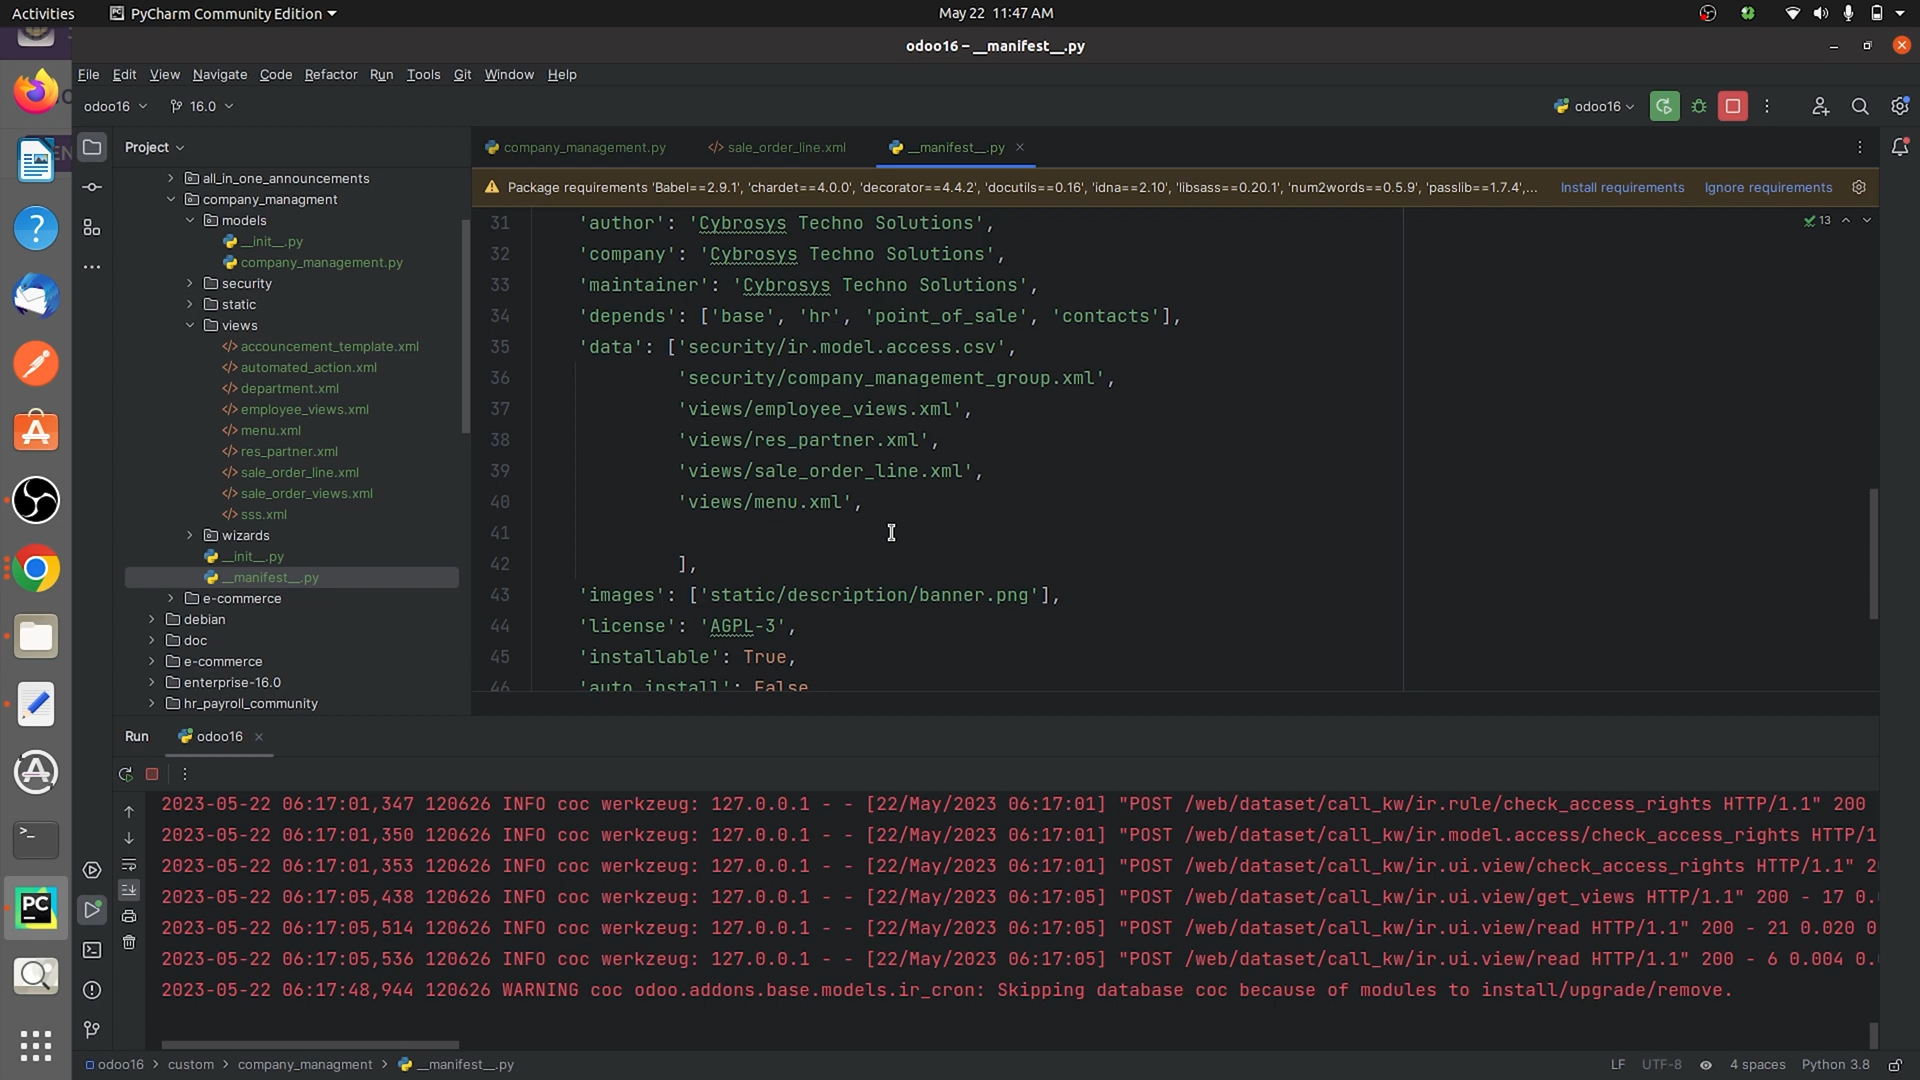 Activities PyCharm Community Edition May 22 11:47 AM
odoo16 – __manifest__.py
File Edit View Navigate Code Refactor Run Tools Git Window Help
odoo16 16.0 odoo16
Project
company_management.py sale_order_line.xml __manifest__.py
Package requirements 'Babel==2.9.1', 'chardet==4.0.0', 'decorator==4.4.2', 'docutils==0.16', 'idna==2.10', 'libsass==0.20.1', 'num2words==0.5.9', 'passlib==1.7.4',... Install requirements Ignore requirements
13
all_in_one_announcements
company_managment
models
__init__.py
company_management.py
security
static
views
accouncement_template.xml
automated_action.xml
department.xml
employee_views.xml
menu.xml
res_partner.xml
sale_order_line.xml
sale_order_views.xml
sss.xml
wizards
__init__.py
__manifest__.py
e-commerce
debian
doc
e-commerce
enterprise-16.0
hr_payroll_community
31 'author': 'Cybrosys Techno Solutions',
32 'company': 'Cybrosys Techno Solutions',
33 'maintainer': 'Cybrosys Techno Solutions',
34 'depends': ['base', 'hr', 'point_of_sale', 'contacts'],
35 'data': ['security/ir.model.access.csv',
36 'security/company_management_group.xml',
37 'views/employee_views.xml',
38 'views/res_partner.xml',
39 'views/sale_order_line.xml',
40 'views/menu.xml',
41
42 ],
43 'images': ['static/description/banner.png'],
44 'license': 'AGPL-3',
45 'installable': True,
46 'auto_install': False
Run odoo16
2023-05-22 06:17:01,347 120626 INFO coc werkzeug: 127.0.0.1 - - [22/May/2023 06:17:01] "POST /web/dataset/call_kw/ir.rule/check_access_rights HTTP/1.1" 200
2023-05-22 06:17:01,350 120626 INFO coc werkzeug: 127.0.0.1 - - [22/May/2023 06:17:01] "POST /web/dataset/call_kw/ir.model.access/check_access_rights HTTP/1
2023-05-22 06:17:01,353 120626 INFO coc werkzeug: 127.0.0.1 - - [22/May/2023 06:17:01] "POST /web/dataset/call_kw/ir.ui.view/check_access_rights HTTP/1.1" 2
2023-05-22 06:17:05,438 120626 INFO coc werkzeug: 127.0.0.1 - - [22/May/2023 06:17:05] "POST /web/dataset/call_kw/ir.ui.view/get_views HTTP/1.1" 200 - 17 0.
2023-05-22 06:17:05,514 120626 INFO coc werkzeug: 127.0.0.1 - - [22/May/2023 06:17:05] "POST /web/dataset/call_kw/ir.ui.view/read HTTP/1.1" 200 - 21 0.020 0
2023-05-22 06:17:05,536 120626 INFO coc werkzeug: 127.0.0.1 - - [22/May/2023 06:17:05] "POST /web/dataset/call_kw/ir.ui.view/read HTTP/1.1" 200 - 6 0.004 0.
2023-05-22 06:17:48,944 120626 WARNING coc odoo.addons.base.models.ir_cron: Skipping database coc because of modules to install/upgrade/remove.
odoo16 > custom > company_managment > __manifest__.py LF UTF-8 4 spaces Python 3.8